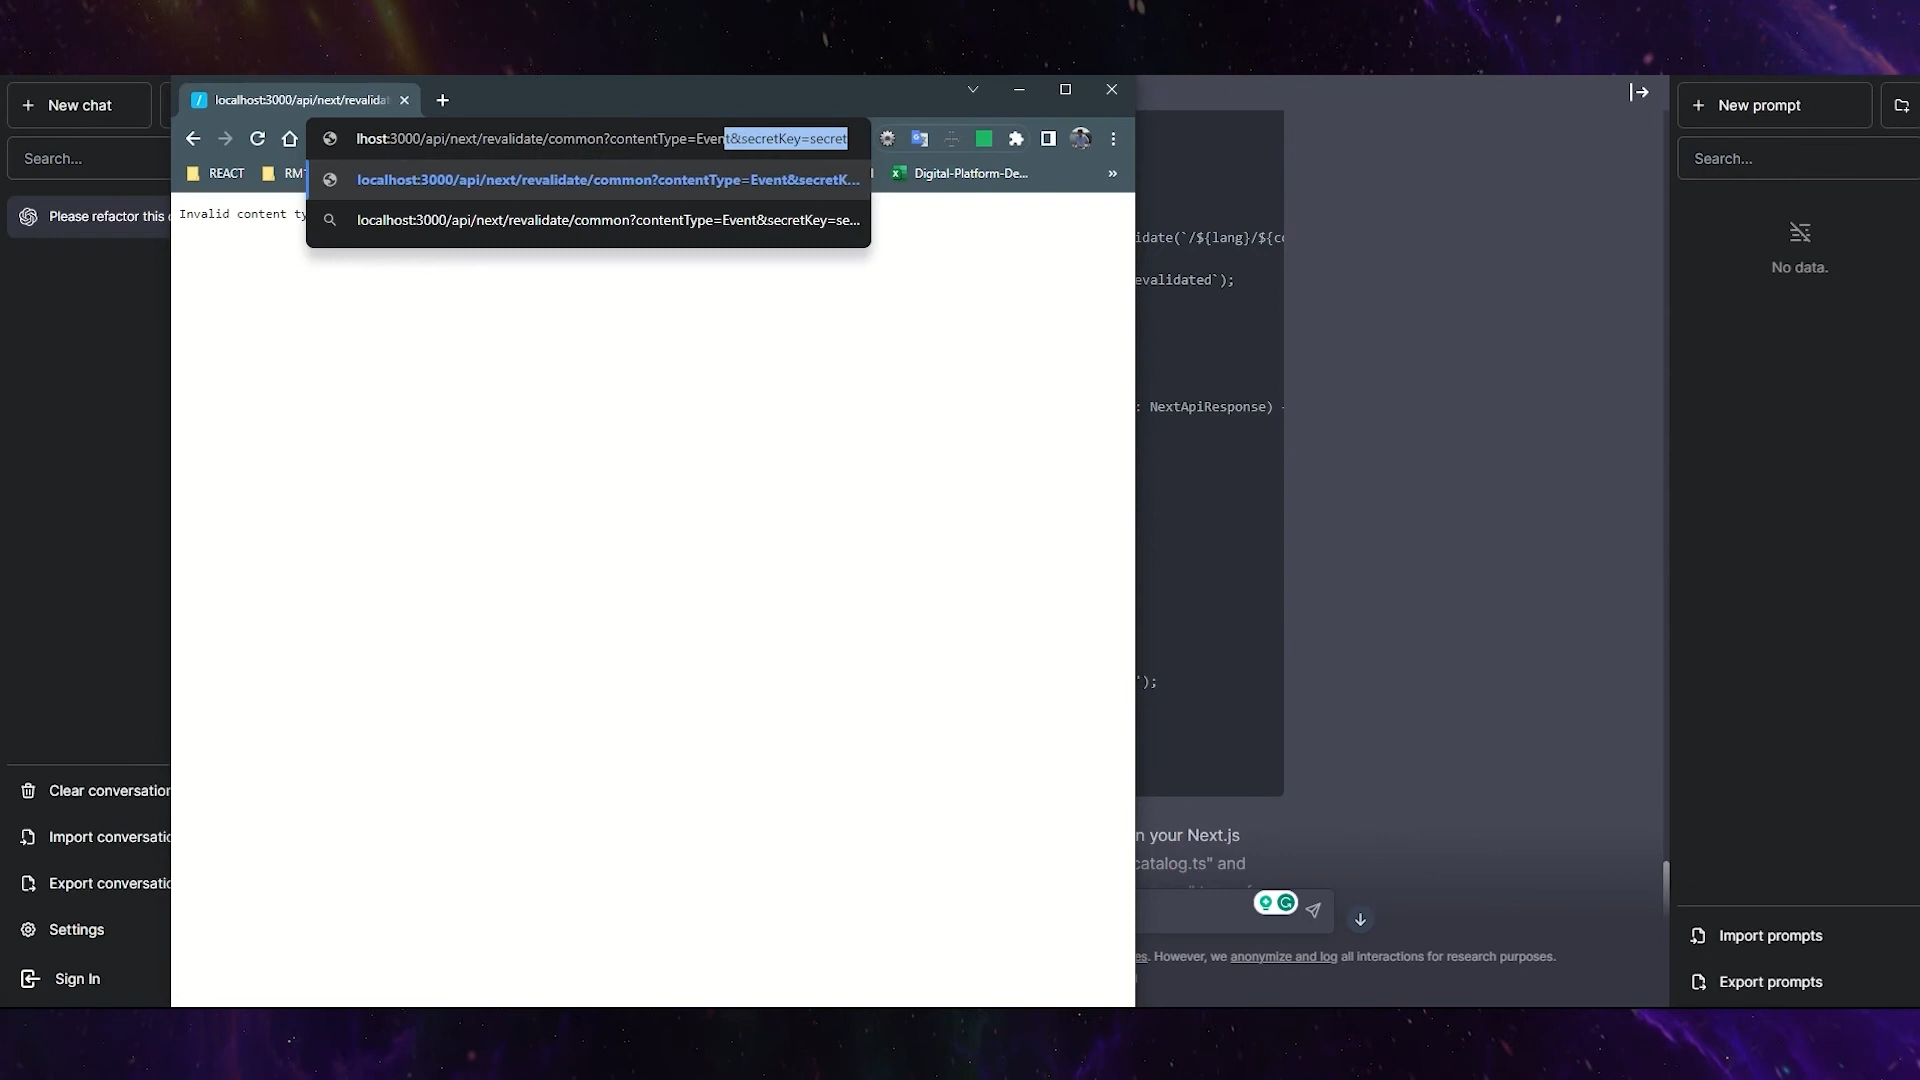 New chat
Search...
Please refactor this
Clear conversation
Import conversatio
Export conversatio
Settings
Sign In
localhost:3000/api/next/revalida
lhost:3000/api/next/revalidate/common?contentType=Event&secretKey=secret
localhost:3000/api/next/revalidate/common?contentType=Event&secretK...
localhost:3000/api/next/revalidate/common?contentType=Event&secretKey=se...
REACT
RM
Digital-Platform-De...
»
Invalid content ty
idate(`/${lang}/${c
evalidated`);
: NextApiResponse)
');
n your Next.js
catalog.ts" and
es. However, we anonymize and log all interactions for research purposes.
New prompt
Search...
No data.
Import prompts
Export prompts